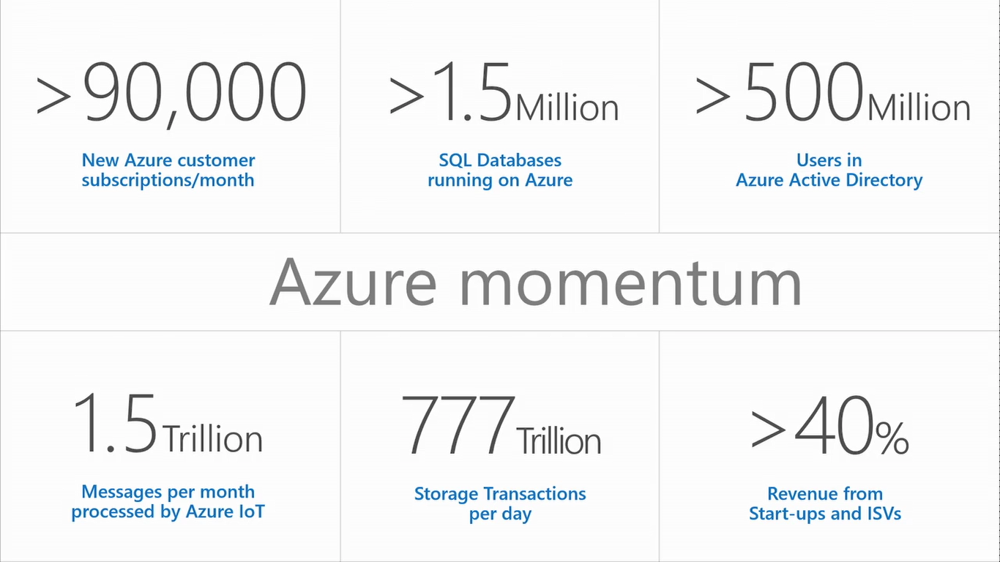 >90,000
New Azure customer
subscriptions/month
>1.5Million
SQL Databases
running on Azure
>500Million
Users in
Azure Active Directory
Azure momentum
1.5Trillion
Messages per month
processed by Azure IoT
777Trillion
Storage Transactions
per day
>40%
Revenue from
Start-ups and ISVs